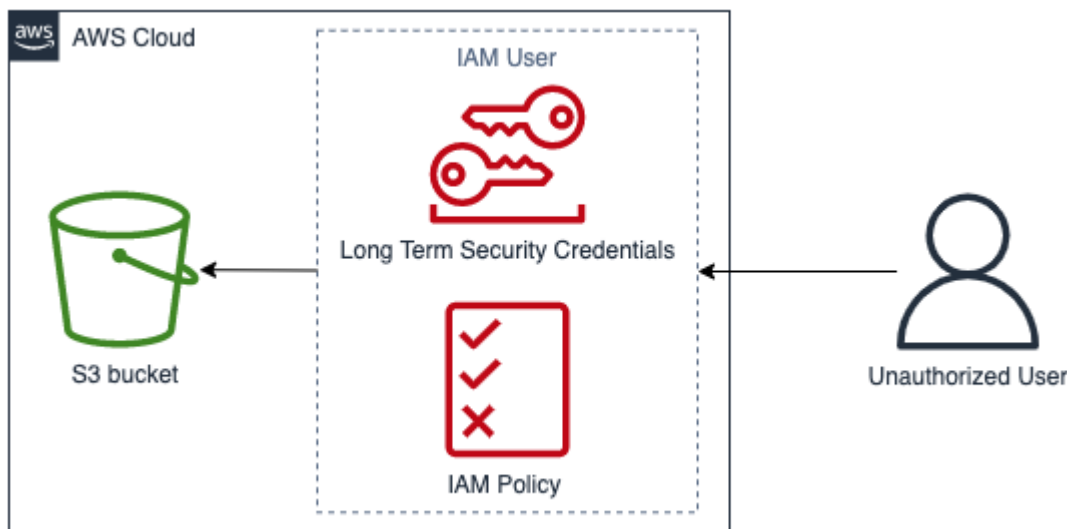 aws
AWS Cloud
IAM User
Long Term Security Credentials
S3 bucket
Unauthorized User
IAM Policy